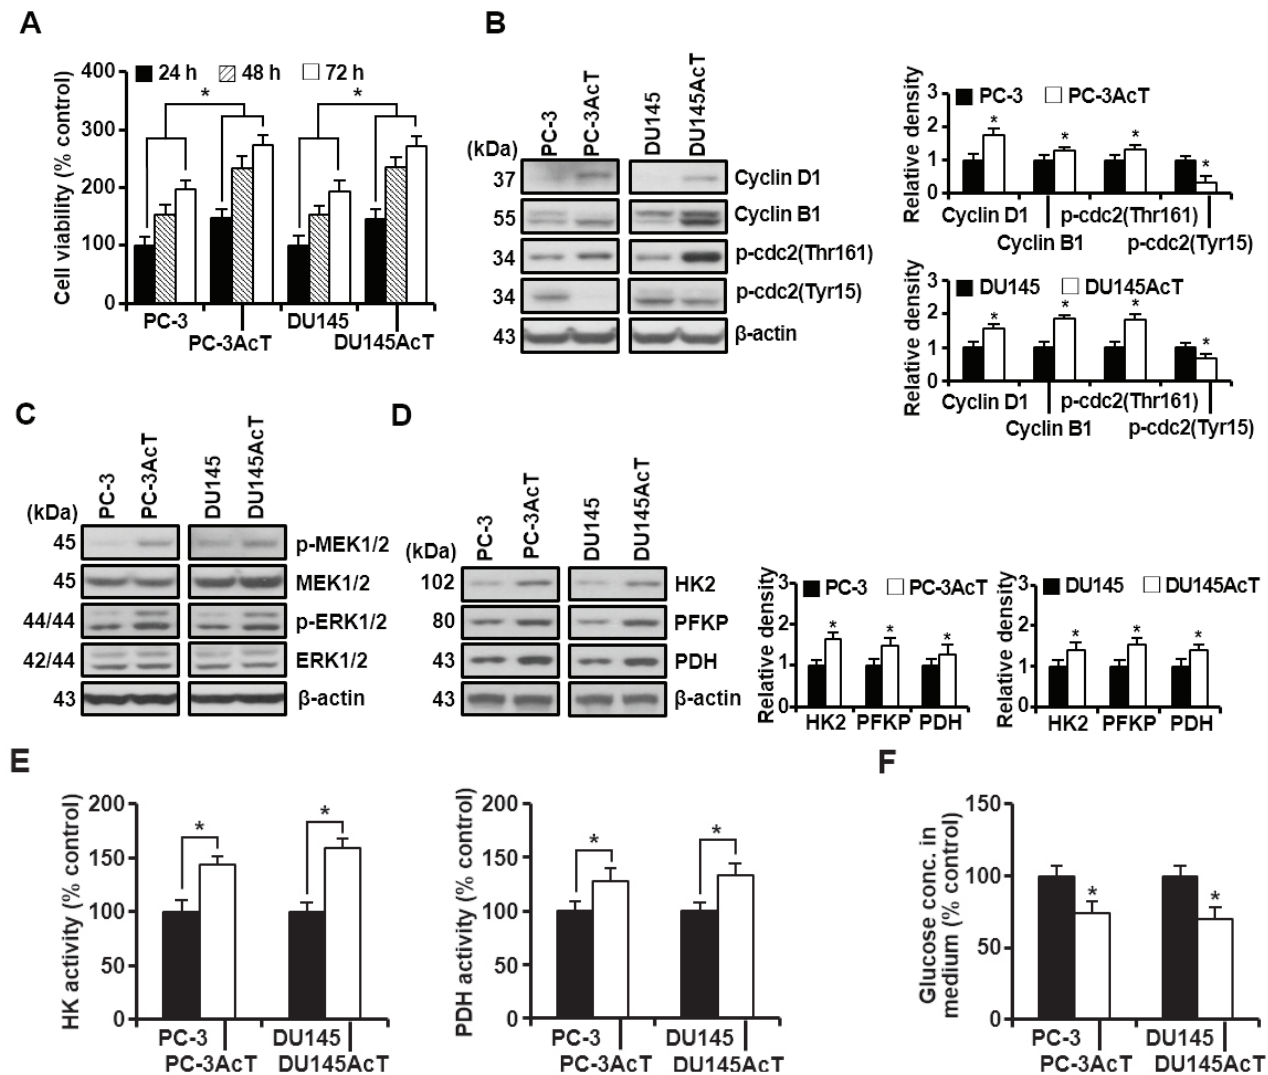 A
Cell viability (% control)
24 h 48 h 72 h
400
300
200
100
0
* *
PC-3 DU145
PC-3AcT DU145AcT
B
PC-3 PC-3AcT DU145 DU145AcT
(kDa)
37 Cyclin D1
55 Cyclin B1
34 p-cdc2(Thr161)
34 p-cdc2(Tyr15)
43 β-actin
Relative density
PC-3 PC-3AcT
3
2
1
0
* * * *
Cyclin D1 p-cdc2(Thr161)
Cyclin B1 p-cdc2(Tyr15)
Relative density
DU145 DU145AcT
3
2
1
0
* * * *
Cyclin D1 p-cdc2(Thr161)
Cyclin B1 p-cdc2(Tyr15)
C
PC-3 PC-3AcT DU145 DU145AcT
(kDa)
45 p-MEK1/2
45 MEK1/2
44/44 p-ERK1/2
42/44 ERK1/2
43 β-actin
D
PC-3 PC-3AcT DU145 DU145AcT
(kDa)
102 HK2
80 PFKP
43 PDH
43 β-actin
Relative density
PC-3 PC-3AcT
3
2
1
0
* * *
HK2 PFKP PDH
Relative density
DU145 DU145AcT
3
2
1
0
* * *
HK2 PFKP PDH
E
HK activity (% control)
200
150
100
50
0
* *
PC-3 DU145
PC-3AcT DU145AcT
PDH activity (% control)
200
150
100
50
0
* *
PC-3 DU145
PC-3AcT DU145AcT
F
Glucose conc. in
medium (% control)
150
100
50
0
* *
PC-3 DU145
PC-3AcT DU145AcT